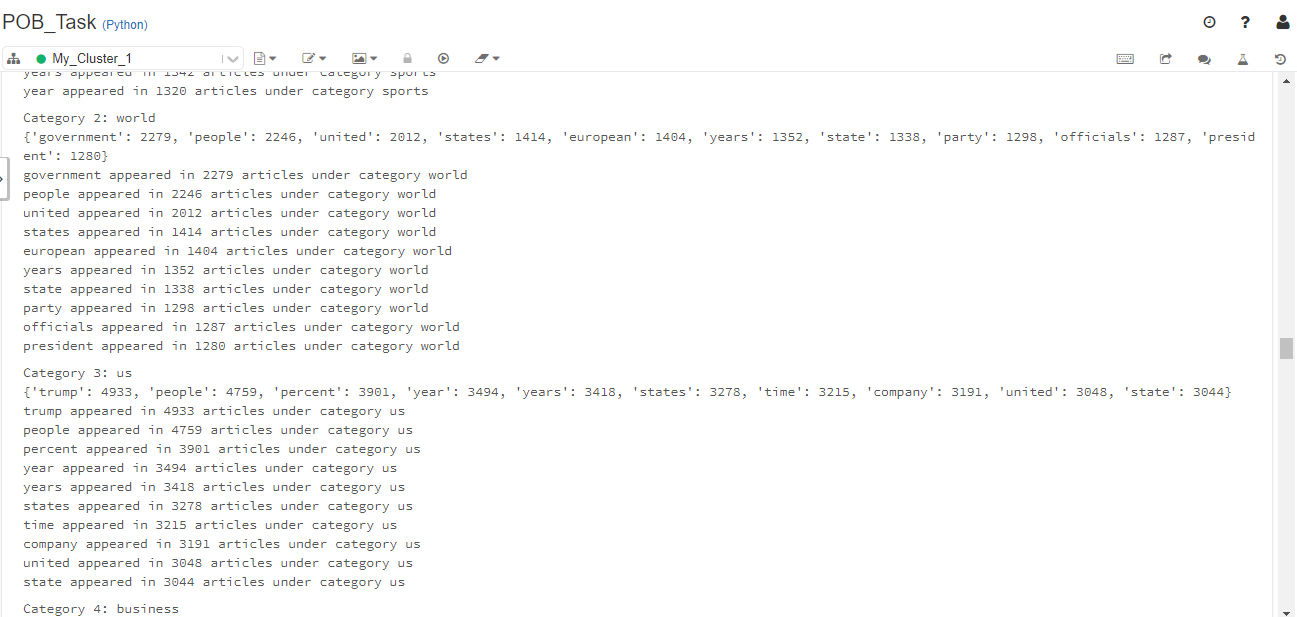 POB_Task (Python)
My_Cluster_1
years appeared in 1342 articles under category sports
year appeared in 1320 articles under category sports
Category 2: world
{'government': 2279, 'people': 2246, 'united': 2012, 'states': 1414, 'european': 1404, 'years': 1352, 'state': 1338, 'party': 1298, 'officials': 1287, 'presid
ent': 1280}
government appeared in 2279 articles under category world
people appeared in 2246 articles under category world
united appeared in 2012 articles under category world
states appeared in 1414 articles under category world
european appeared in 1404 articles under category world
years appeared in 1352 articles under category world
state appeared in 1338 articles under category world
party appeared in 1298 articles under category world
officials appeared in 1287 articles under category world
president appeared in 1280 articles under category world
Category 3: us
{'trump': 4933, 'people': 4759, 'percent': 3901, 'year': 3494, 'years': 3418, 'states': 3278, 'time': 3215, 'company': 3191, 'united': 3048, 'state': 3044}
trump appeared in 4933 articles under category us
people appeared in 4759 articles under category us
percent appeared in 3901 articles under category us
year appeared in 3494 articles under category us
years appeared in 3418 articles under category us
states appeared in 3278 articles under category us
time appeared in 3215 articles under category us
company appeared in 3191 articles under category us
united appeared in 3048 articles under category us
state appeared in 3044 articles under category us
Category 4: business